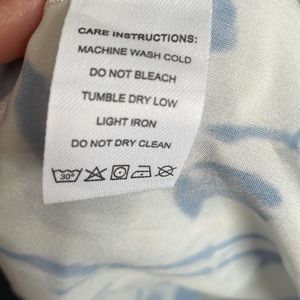 CARE INSTRUCTIONS:
MACHINE WASH COLD
DO NOT BLEACH
TUMBLE DRY LOW
LIGHT IRON
DO NOT DRY CLEAN
30°